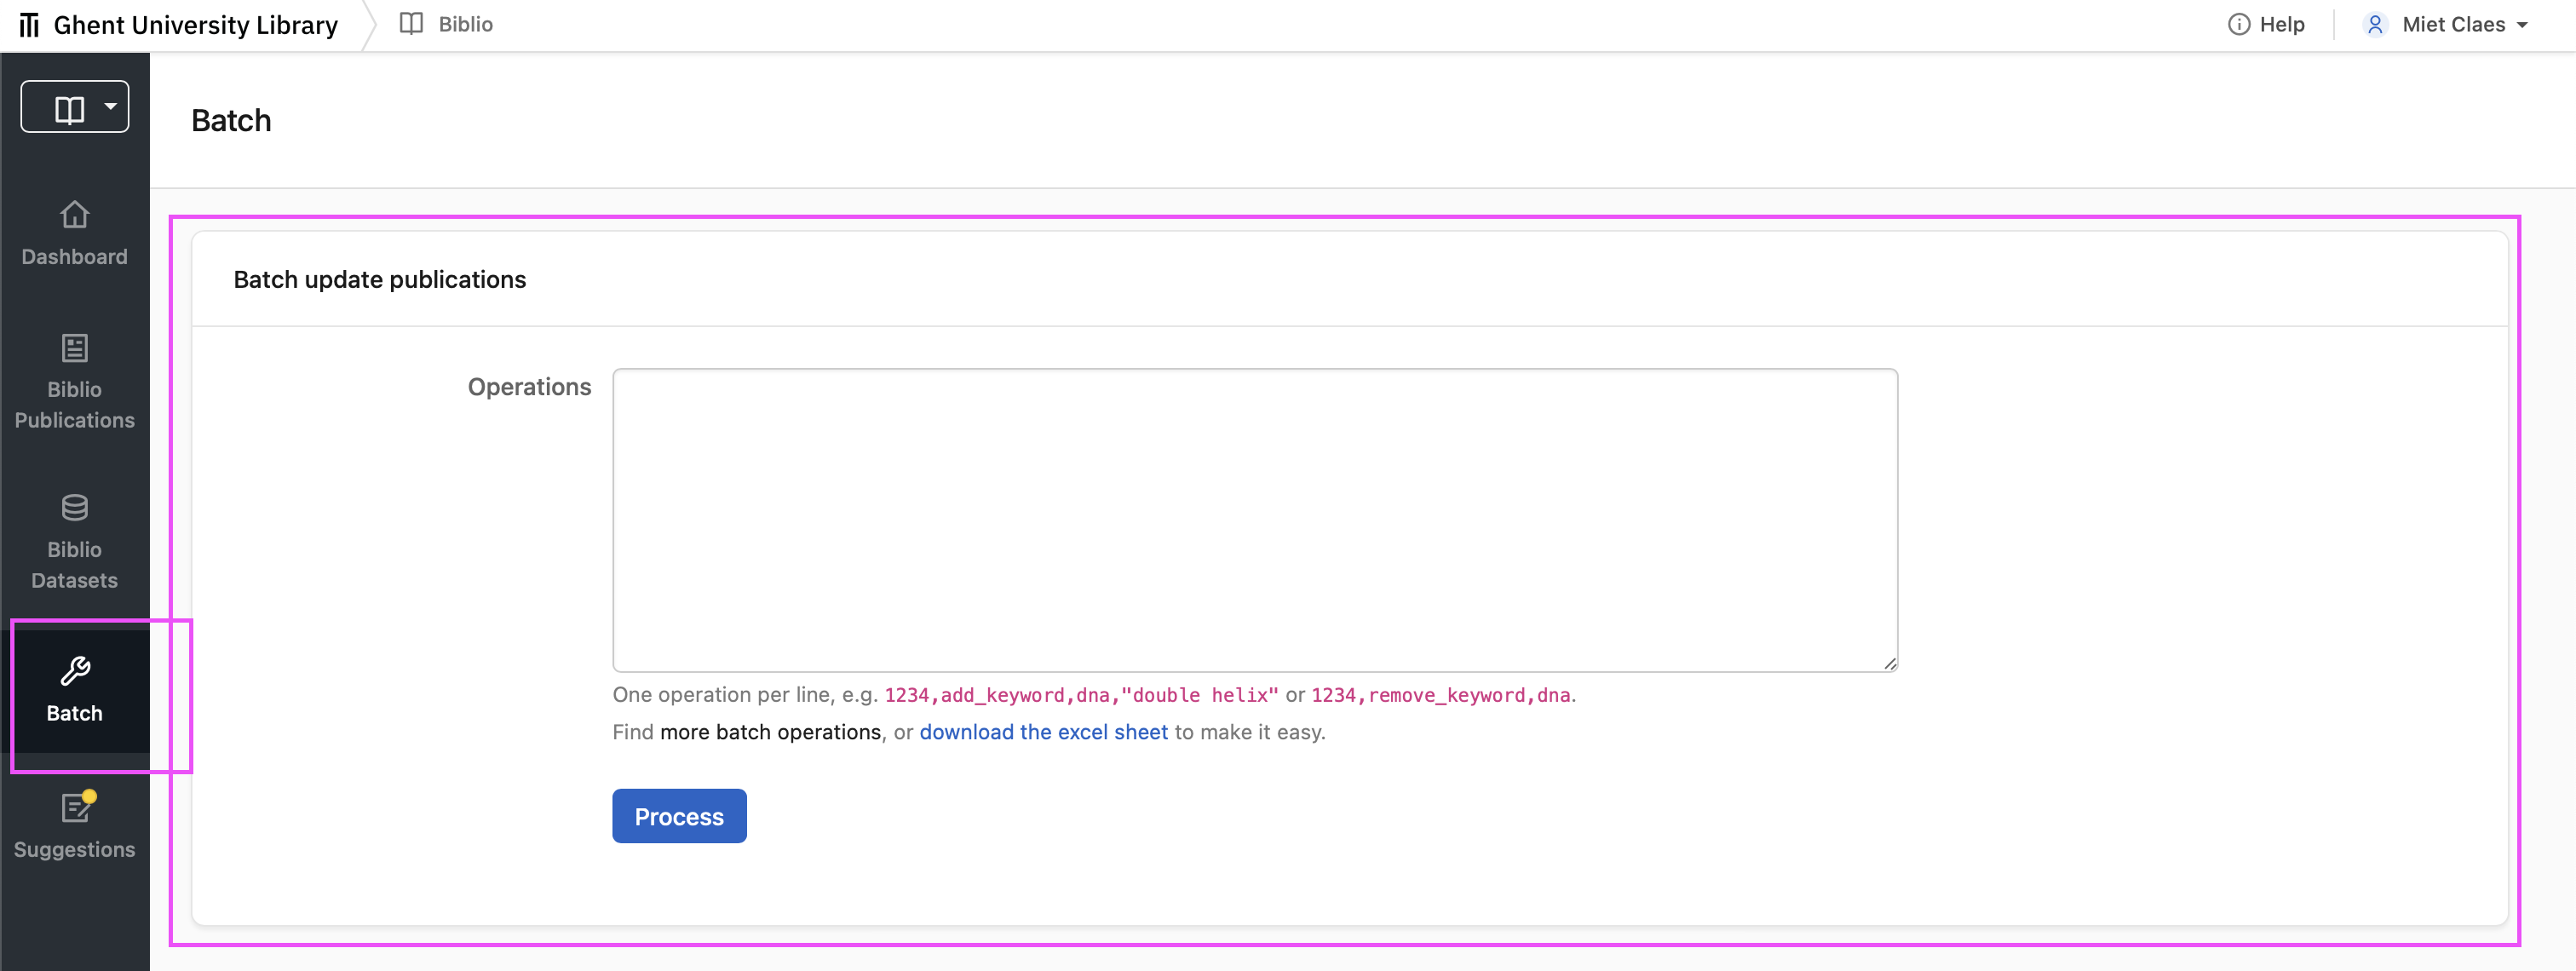 Ghent University Library
Biblio
Help
Miet Claes
Batch
Dashboard
Biblio
Publications
Biblio
Datasets
Batch
Suggestions
Batch update publications
Operations
One operation per line, e.g. 1234,add_keyword,dna,"double helix" or 1234,remove_keyword,dna.
Find more batch operations, or download the excel sheet to make it easy.
Process